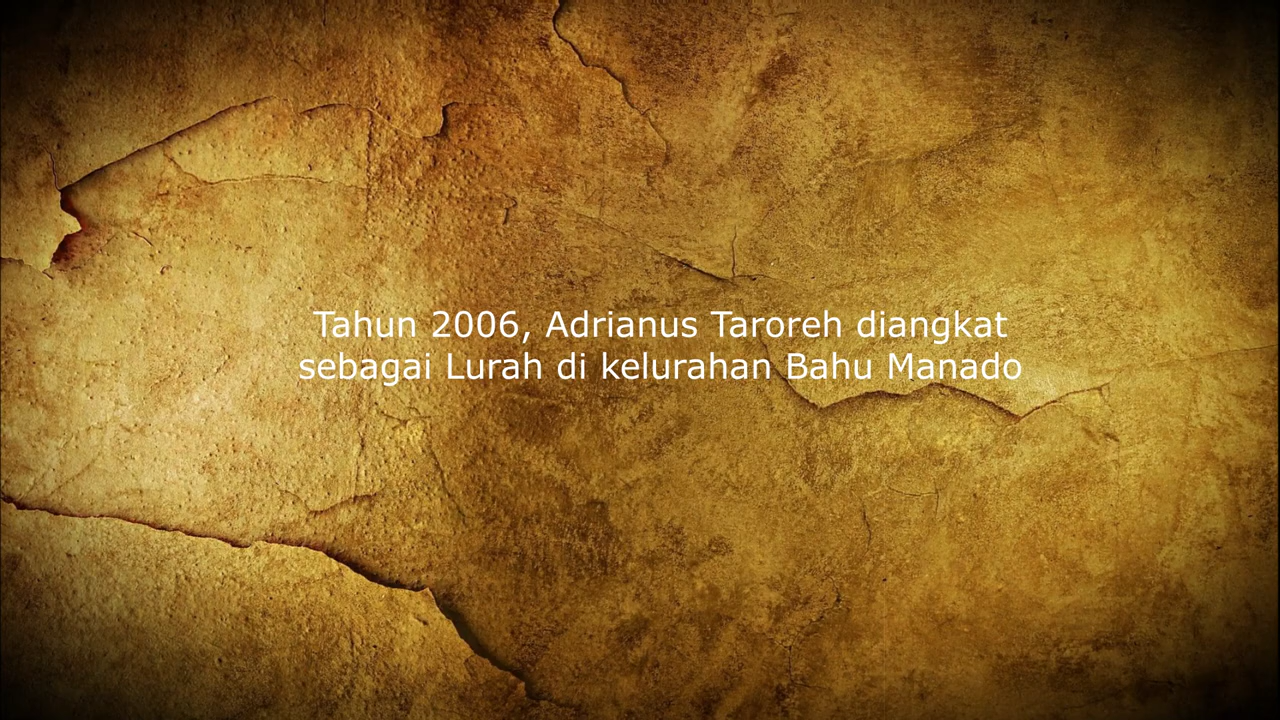 Tahun 2006, Adrianus Taroreh diangkat
sebagai Lurah di kelurahan Bahu Manado